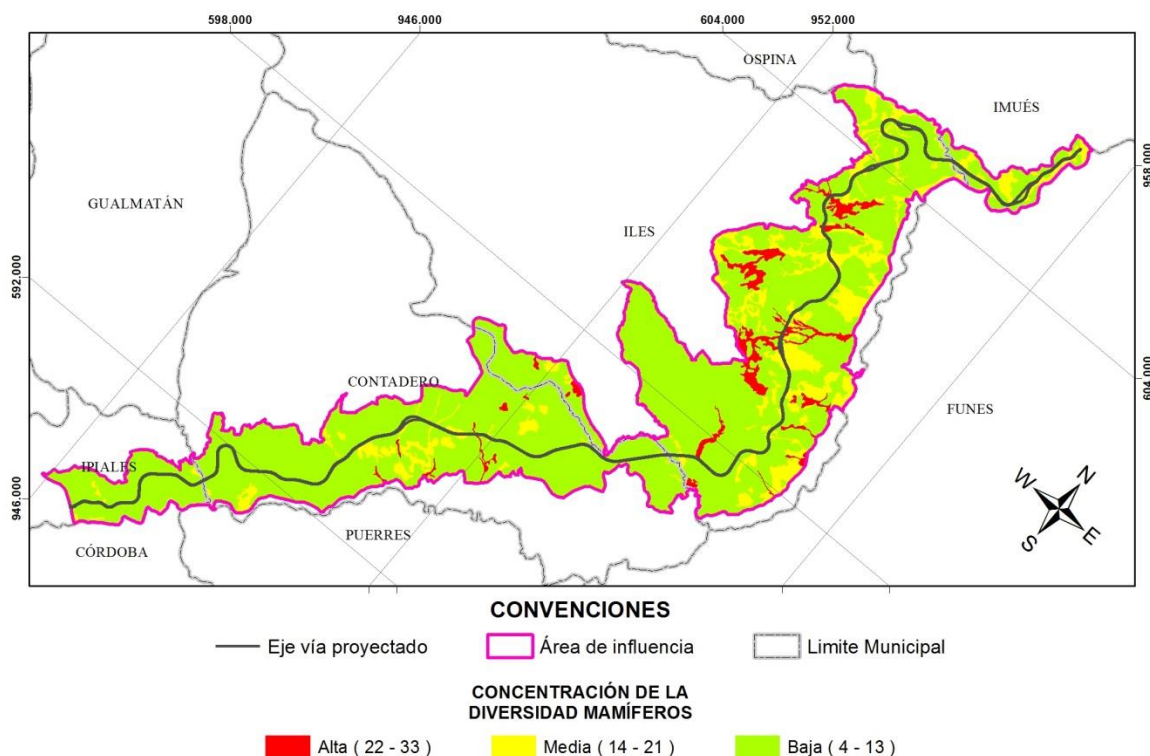 598.000
946.000
604.000
952.000
OSPINA
IMUÉS
958.000
GUALMATÁN
ILES
592.000
CONTADERO
604.000
FUNES
IPIALES
946.000
PUERRES
CÓRDOBA
N
W
E
S
CONVENCIONES
Eje vía proyectado
Área de influencia
Limite Municipal
CONCENTRACIÓN DE LA
DIVERSIDAD MAMÍFEROS
Alta ( 22 - 33 )
Media ( 14 - 21 )
Baja ( 4 - 13 )